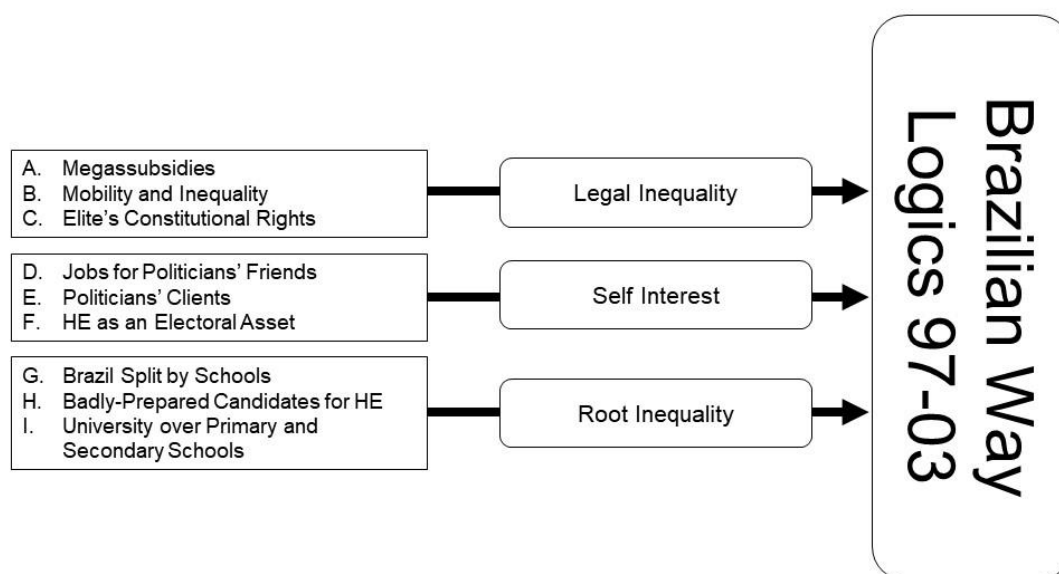 A. Megassubsidies
B. Mobility and Inequality
C. Elite’s Constitutional Rights
Legal Inequality
D. Jobs for Politicians’ Friends
E. Politicians’ Clients
F. HE as an Electoral Asset
Self Interest
G. Brazil Split by Schools
H. Badly-Prepared Candidates for HE
I. University over Primary and
Secondary Schools
Root Inequality
Brazilian Way
Logics 97-03